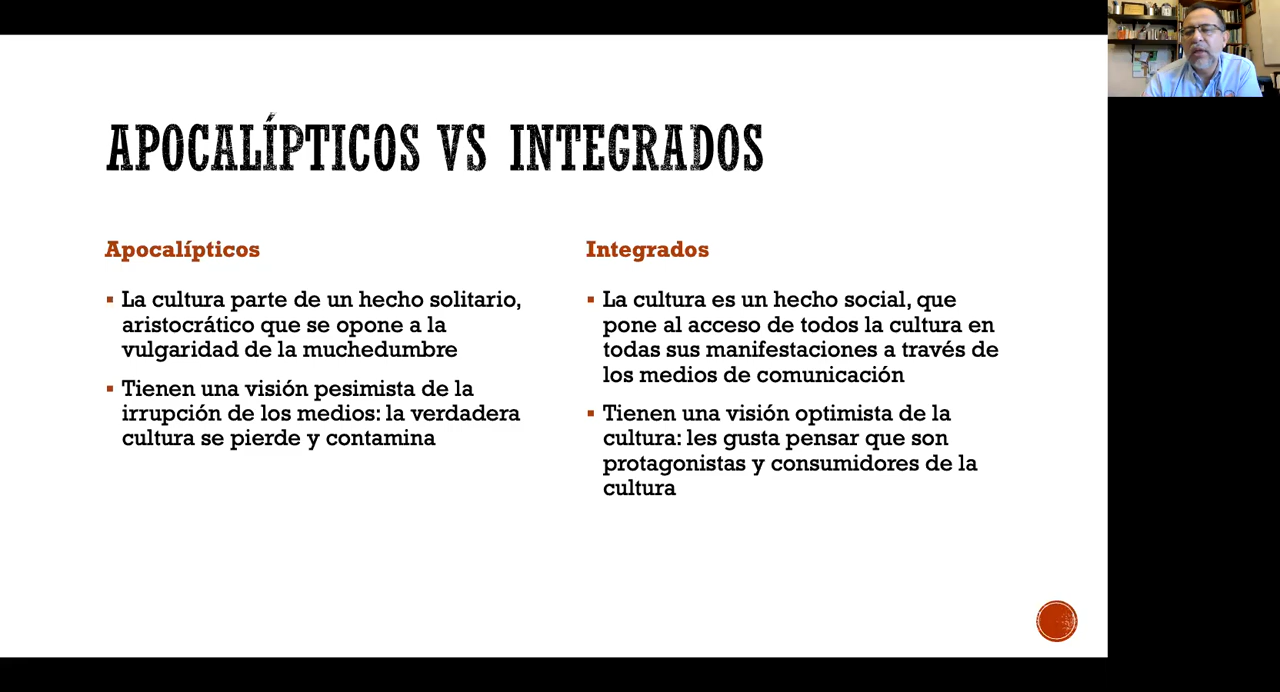 APOCALÍPTICOS VS INTEGRADOS
Apocalípticos
▪ La cultura parte de un hecho solitario,
aristocrático que se opone a la
vulgaridad de la muchedumbre
▪ Tienen una visión pesimista de la
irrupción de los medios: la verdadera
cultura se pierde y contamina
Integrados
▪ La cultura es un hecho social, que
pone al acceso de todos la cultura en
todas sus manifestaciones a través de
los medios de comunicación
▪ Tienen una visión optimista de la
cultura: les gusta pensar que son
protagonistas y consumidores de la
cultura